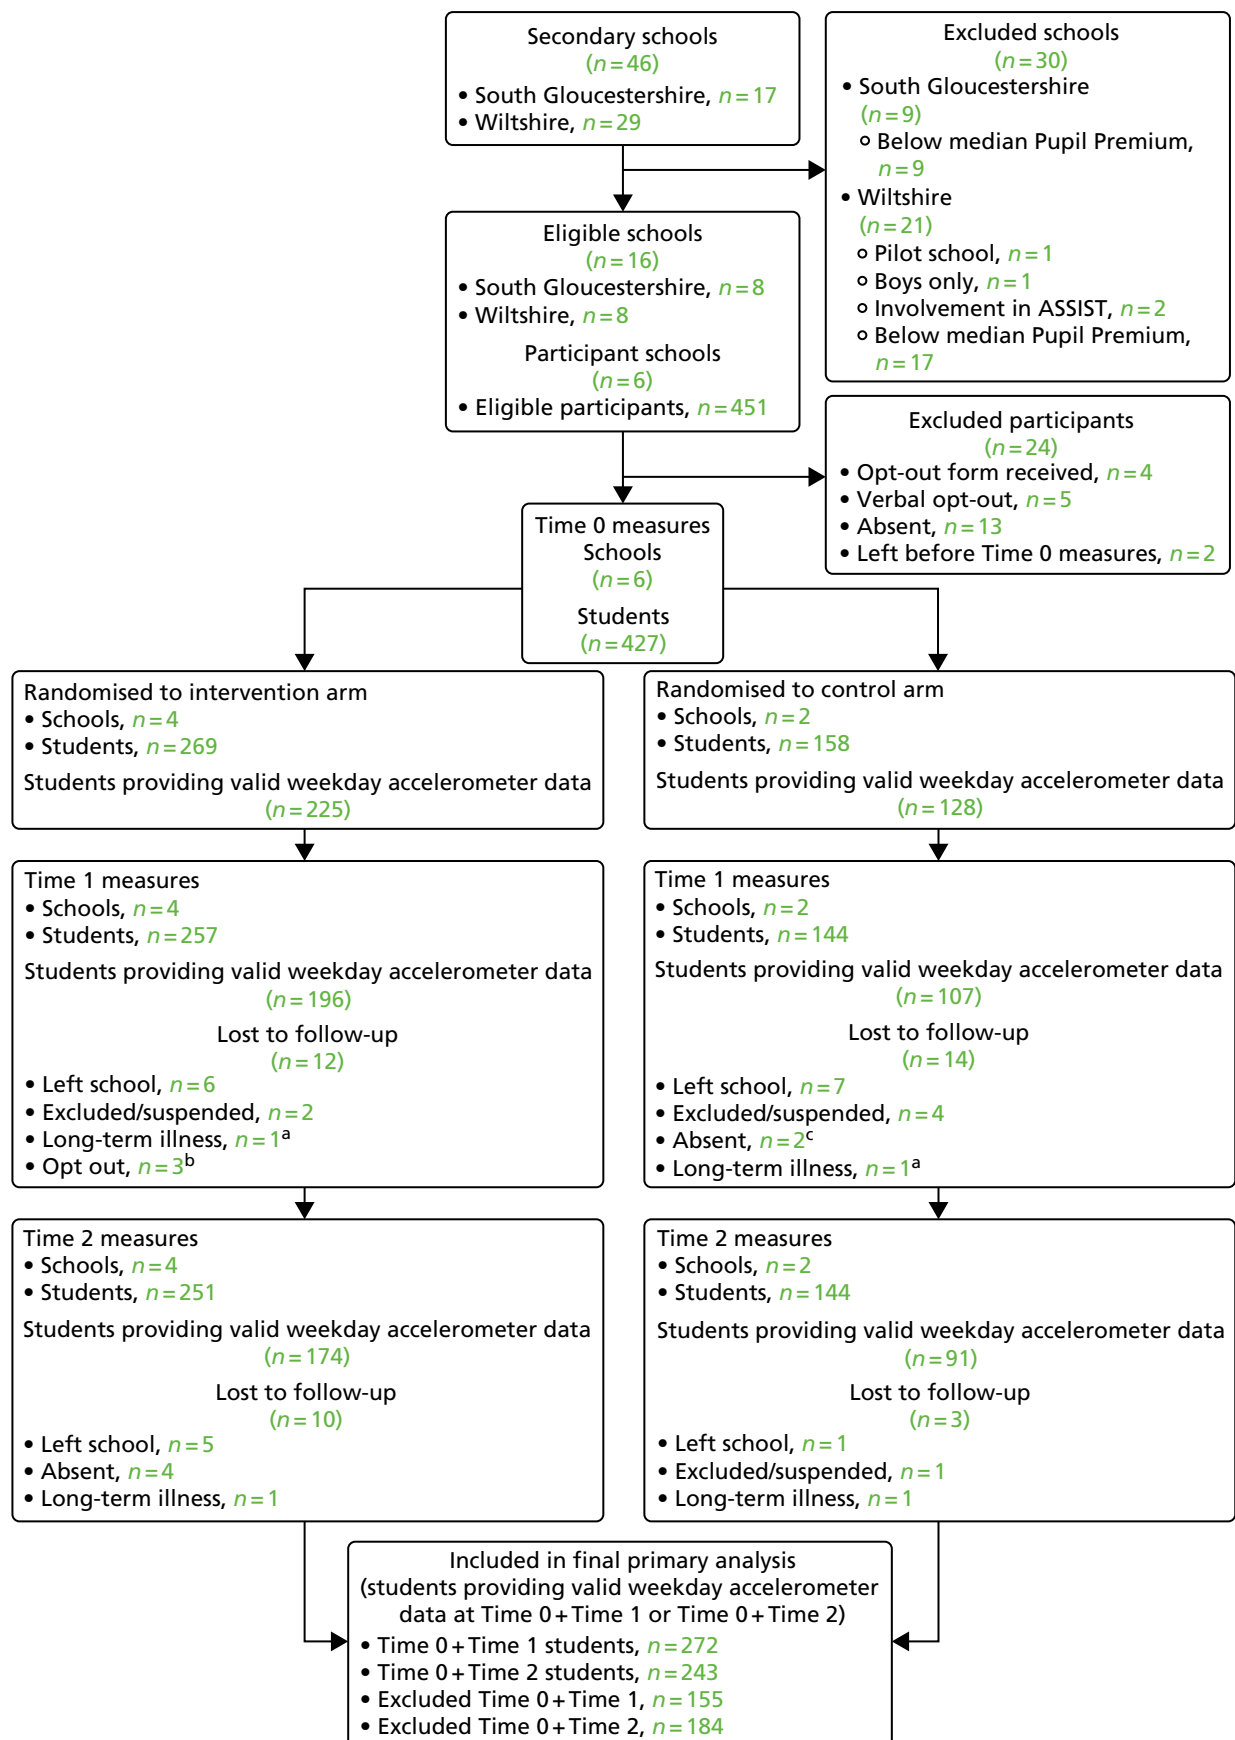 Secondary schools
(n=46)
• South Gloucestershire, n=17
• Wiltshire, n=29
Excluded schools
(n=30)
• South Gloucestershire
(n=9)
Below median Pupil Premium,
n=9
• Wiltshire
(n=21)
Pilot school, n=1
Boys only, n=1
Involvement in ASSIST, n=2
Below median Pupil Premium,
n=17
Eligible schools
(n=16)
• South Gloucestershire, n=8
• Wiltshire, n=8
Participant schools
(n=6)
• Eligible participants, n=451
Excluded participants
(n=24)
• Opt-out form received, n=4
• Verbal opt-out, n=5
• Absent, n=13
• Left before Time 0 measures, n=2
Time 0 measures
Schools
(n=6)
Students
(n=427)
Randomised to intervention arm
• Schools, n=4
• Students, n=269
Students providing valid weekday accelerometer data
(n=225)
Randomised to control arm
• Schools, n=2
• Students, n=158
Students providing valid weekday accelerometer data
(n=128)
Time 1 measures
• Schools, n=4
• Students, n=257
Students providing valid weekday accelerometer data
(n=196)
Lost to follow-up
(n=12)
• Left school, n=6
• Excluded/suspended, n=2
• Long-term illness, n=1a
• Opt out, n=3b
Time 1 measures
• Schools, n=2
• Students, n=144
Students providing valid weekday accelerometer data
(n=107)
Lost to follow-up
(n=14)
• Left school, n=7
• Excluded/suspended, n=4
• Absent, n=2c
• Long-term illness, n=1a
Time 2 measures
• Schools, n=4
• Students, n=251
Students providing valid weekday accelerometer data
(n=174)
Lost to follow-up
(n=10)
• Left school, n=5
• Absent, n=4
• Long-term illness, n=1
Time 2 measures
• Schools, n=2
• Students, n=144
Students providing valid weekday accelerometer data
(n=91)
Lost to follow-up
(n=3)
• Left school, n=1
• Excluded/suspended, n=1
• Long-term illness, n=1
Included in final primary analysis
(students providing valid weekday accelerometer
data at Time 0+Time 1 or Time 0+Time 2)
• Time 0+Time 1 students, n=272
• Time 0+Time 2 students, n=243
• Excluded Time 0+Time 1, n=155
• Excluded Time 0+Time 2, n=184